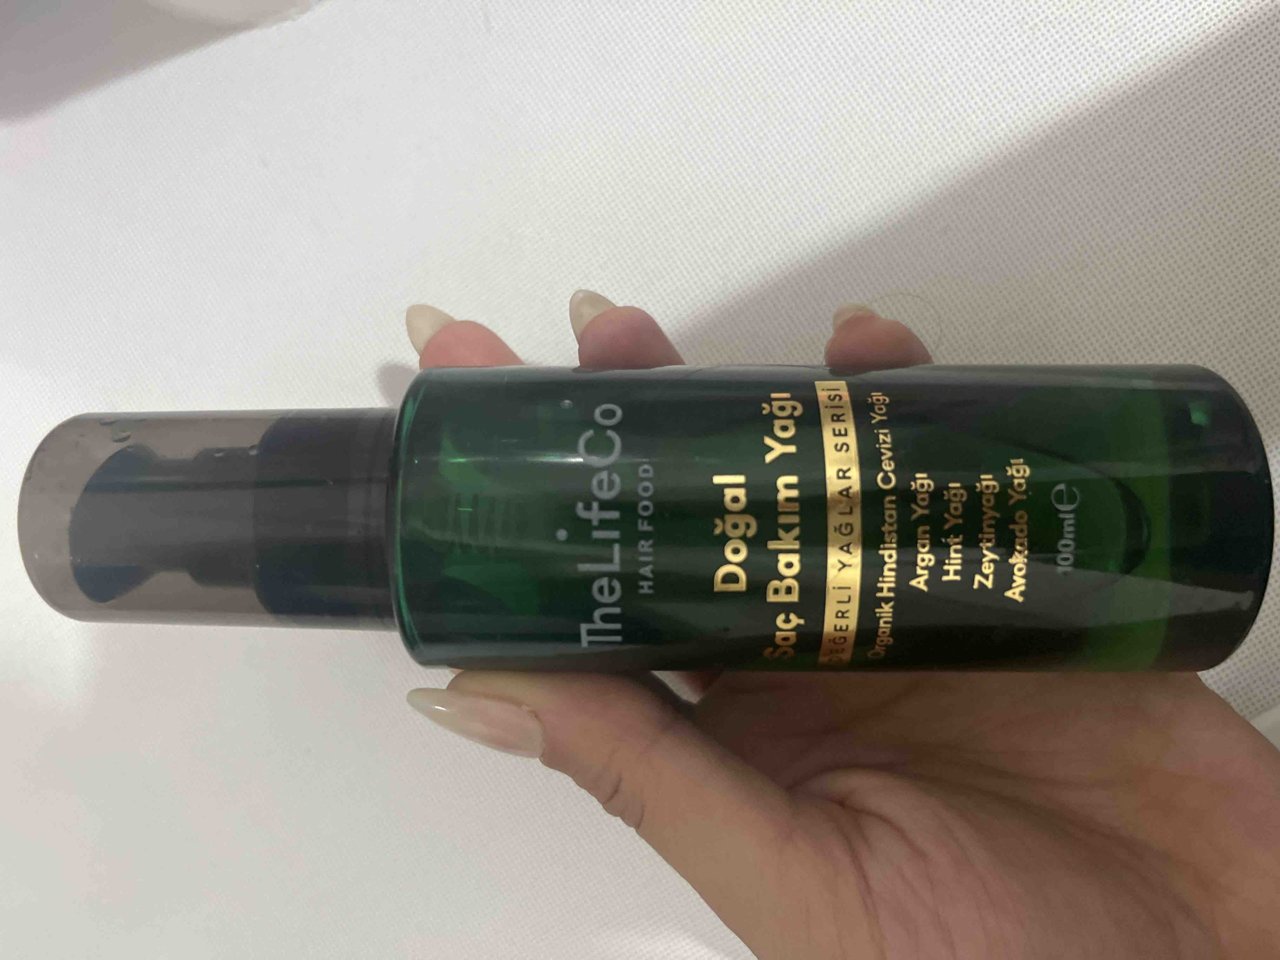 TheLifeCo
HAIR FOOD
Doğal
Saç Bakım Yağı
DEĞERLİ YAĞLAR SERİSİ
Organik Hindistan Cevizi Yağı
Argan Yağı
Hint Yağı
Zeytinyağı
Avokado Yağı
100ml ℮